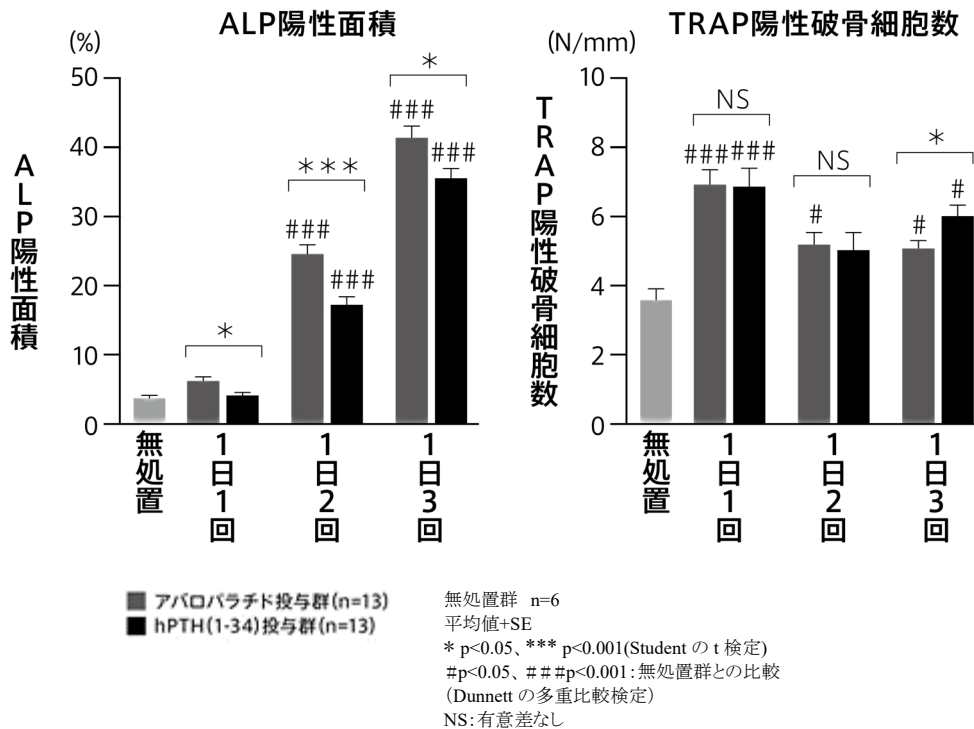 ALP陽性面積
(%)
ALP陽性面積
50
40
30
20
10
0
*
###
###
***
###
###
*
無処置
1日1回
1日2回
1日3回
TRAP陽性破骨細胞数
(N/mm)
TRAP陽性破骨細胞数
10
8
6
4
2
0
NS
###
###
NS
#
*
#
#
無処置
1日1回
1日2回
1日3回
アバロパラチド投与群(n=13)
hPTH(1-34)投与群(n=13)
無処置群 n=6
平均値+SE
* p<0.05、*** p<0.001(Student の t 検定)
#p<0.05、###p<0.001:無処置群との比較
(Dunnett の多重比較検定)
NS:有意差なし